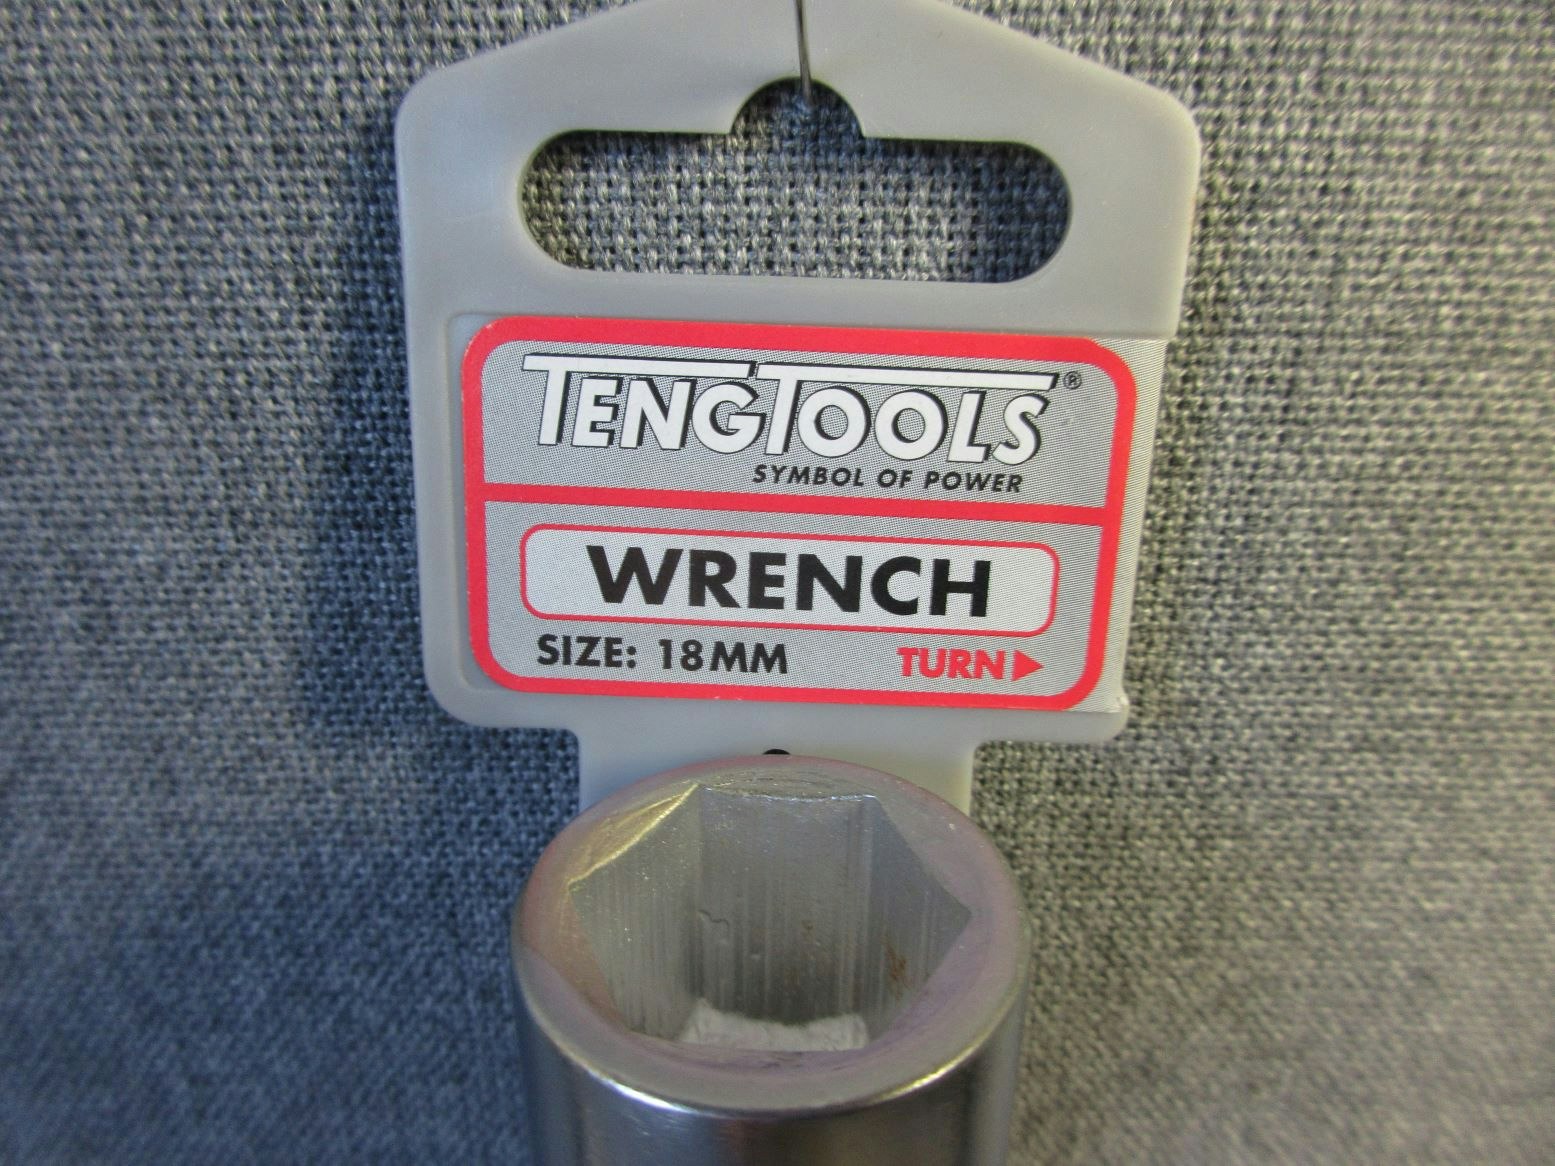 TENGTOOLS®
SYMBOL OF POWER
WRENCH
SIZE: 18MM TURN▶